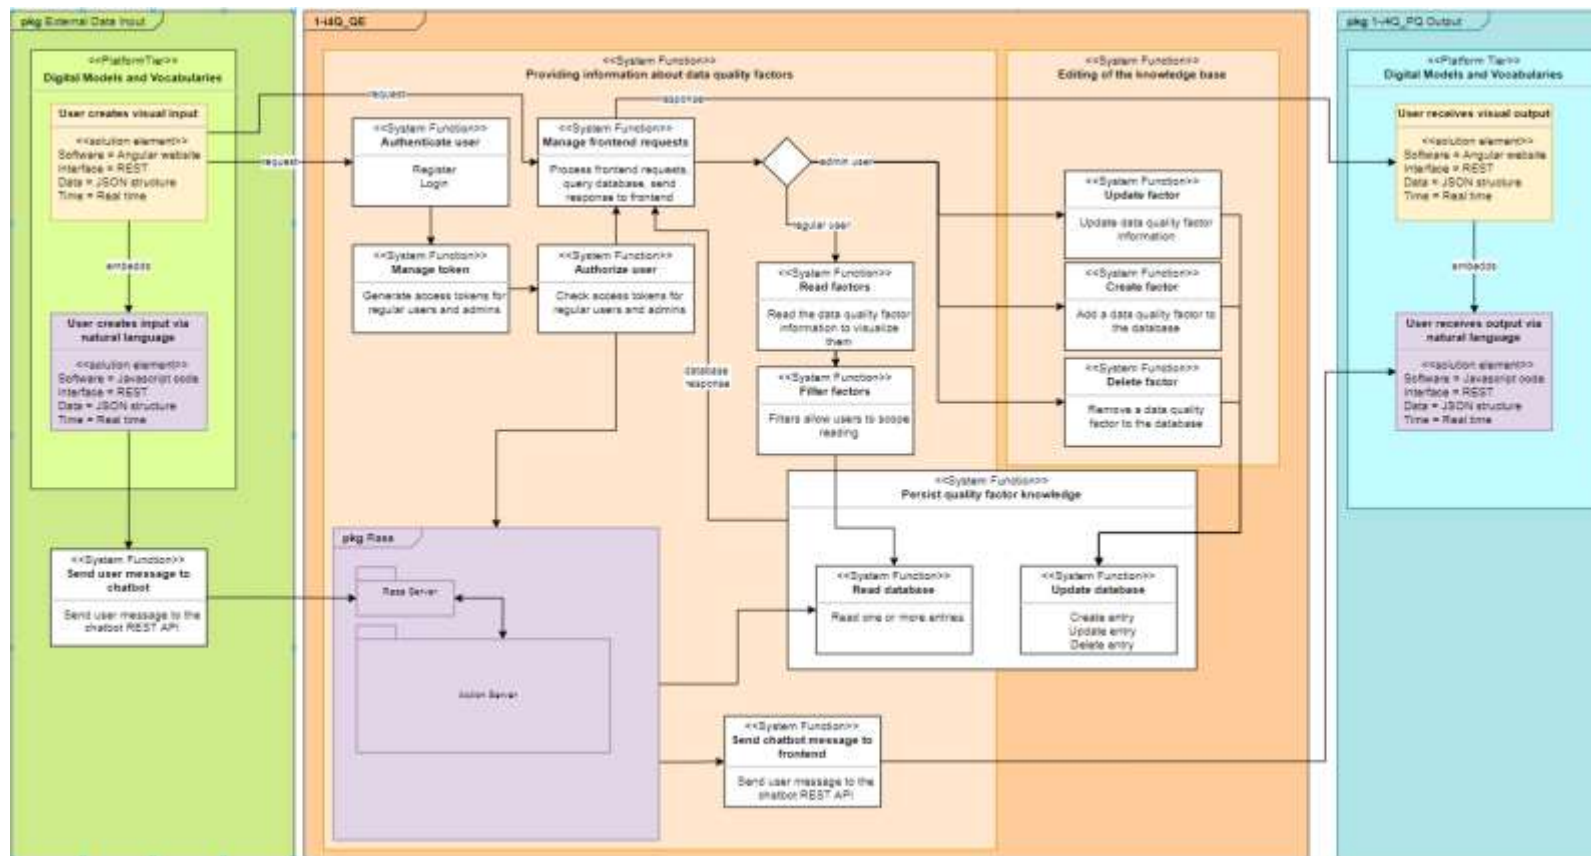 pkg External Data Input
<<PlatformTier>>
Digital Models and Vocabularies
User creates visual input
<<solution element>>
Software = Angular website
Interface = REST
Data = JSON structure
Time = Real time
embedds
User creates input via
natural language
<<solution element>>
Software = Javascript code
Interface = REST
Data = JSON structure
Time = Real time
<<System Function>>
Send user message to
chatbot
Send user message to the
chatbot REST API
request
request
1-i4Q_QE
<<System Function>>
Providing information about data quality factors
response
<<System Function>>
Authenticate user
Register
Login
<<System Function>>
Manage frontend requests
Process frontend requests,
query database, send
response to frontend
admin user
regular user
<<System Function>>
Manage token
Generate access tokens for
regular users and admins
<<System Function>>
Authorize user
Check access tokens for
regular users and admins
<<System Function>>
Read factors
Read the data quality factor
information to visualize
them
<<System Function>>
Filter factors
Filters allow users to scope
reading
database
response
<<System Function>>
Editing of the knowledge base
<<System Function>>
Update factor
Update data quality factor
information
<<System Function>>
Create factor
Add a data quality factor to
the database
<<System Function>>
Delete factor
Remove a data quality
factor to the database
<<System Function>>
Persist quality factor knowledge
<<System Function>>
Read database
Read one or more entries
<<System Function>>
Update database
Create entry
Update entry
Delete entry
pkg Rasa
Rasa Server
Action Server
<<System Function>>
Send chatbot message to
frontend
Send user message to the
chatbot REST API
pkg 1-i4Q_PQ Output
<<Platform Tier>>
Digital Models and Vocabularies
User receives visual output
<<solution element>>
Software = Angular website
Interface = REST
Data = JSON structure
Time = Real time
embedds
User receives output via
natural language
<<solution element>>
Software = Javascript code
Interface = REST
Data = JSON structure
Time = Real time